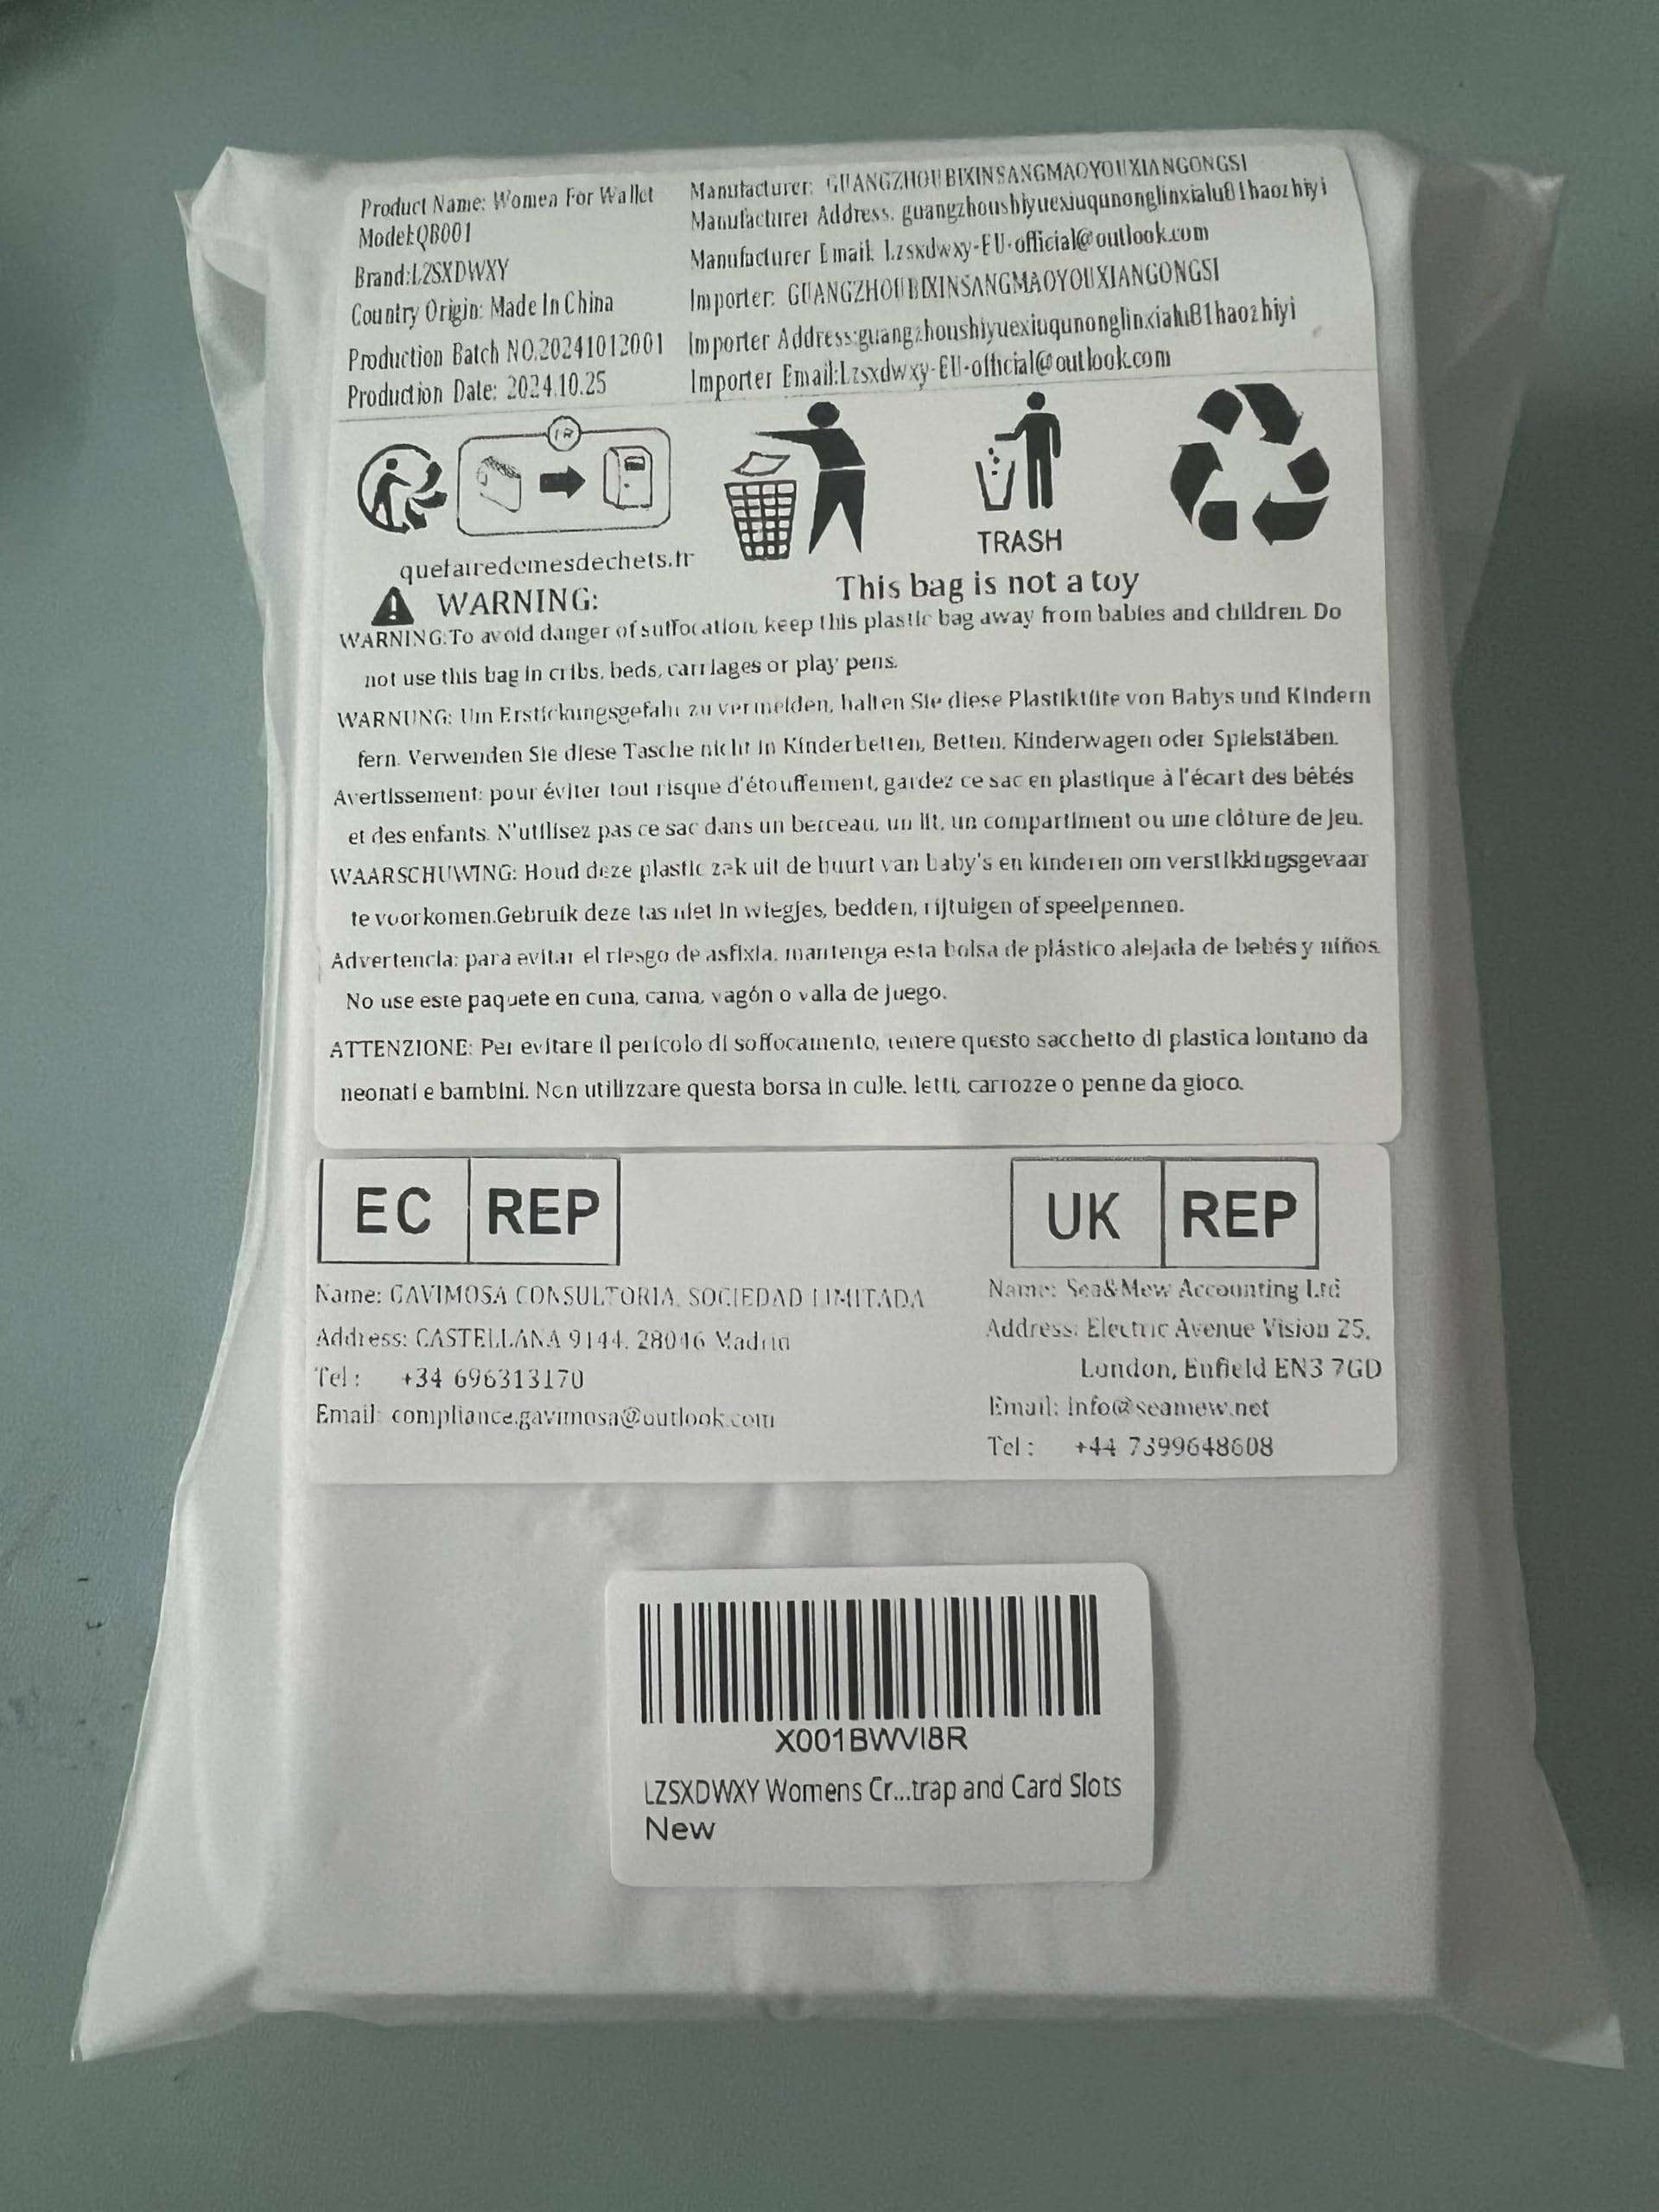 Product Name: Women For Wallet
Model:QB001
Brand:LZSXDWXY
Country Origin: Made In China
Production Batch NO.20241012001
Production Date: 2024.10.25
Manufacturer: GUANGZHOUBIXINSANGMAOYOUXIANGONGSI
Manufacturer Address: guangzhoushiyuexiuqunonglinxialu81haozhiyi
Manufacturer Email: Lzsxdwxy-EU-official@outlook.com
Importer: GUANGZHOUBIXINSANGMAOYOUXIANGONGSI
Importer Address:guangzhoushiyuexiuqunonglinxialu81haozhiyi
Importer Email:Lzsxdwxy-EU-official@outlook.com
quefairedemesdechets.fr
TRASH
This bag is not a toy
WARNING:
WARNING:To avoid danger of suffocation, keep this plastic bag away from babies and children. Do
not use this bag in cribs, beds, carriages or play pens.
WARNUNG: Um Erstickungsgefahr zu vermeiden, halten Sie diese Plastiktüte von Babys und Kindern
fern. Verwenden Sie diese Tasche nicht in Kinderbetten, Betten, Kinderwagen oder Spielstäben.
Avertissement: pour éviter tout risque d'étouffement, gardez ce sac en plastique à l'écart des bébés
et des enfants. N'utilisez pas ce sac dans un berceau, un lit, un compartiment ou une clôture de jeu.
WAARSCHUWING: Houd deze plastic zak uit de buurt van baby's en kinderen om verstikkingsgevaar
te voorkomen.Gebruik deze tas niet in wiegjes, bedden, rijtuigen of speelpennen.
Advertencia: para evitar el riesgo de asfixia, mantenga esta bolsa de plástico alejada de bebés y niños.
No use este paquete en cuna, cama, vagón o valla de juego.
ATTENZIONE: Per evitare il pericolo di soffocamento, tenere questo sacchetto di plastica lontano da
neonati e bambini. Non utilizzare questa borsa in culle, letti, carrozze o penne da gioco.
EC REP
Name: GAVIMOSA CONSULTORIA, SOCIEDAD LIMITADA
Address: CASTELLANA 9144, 28046 Madrid
Tel: +34 696313170
Email: compliance.gavimosa@outlook.com
UK REP
Name: Sea&Mew Accounting Ltd
Address: Electric Avenue Vision 25,
London, Enfield EN3 7GD
Email: info@seamew.net
Tel: +44 7399648608
X001BWVI8R
LZSXDWXY Womens Cr...trap and Card Slots
New